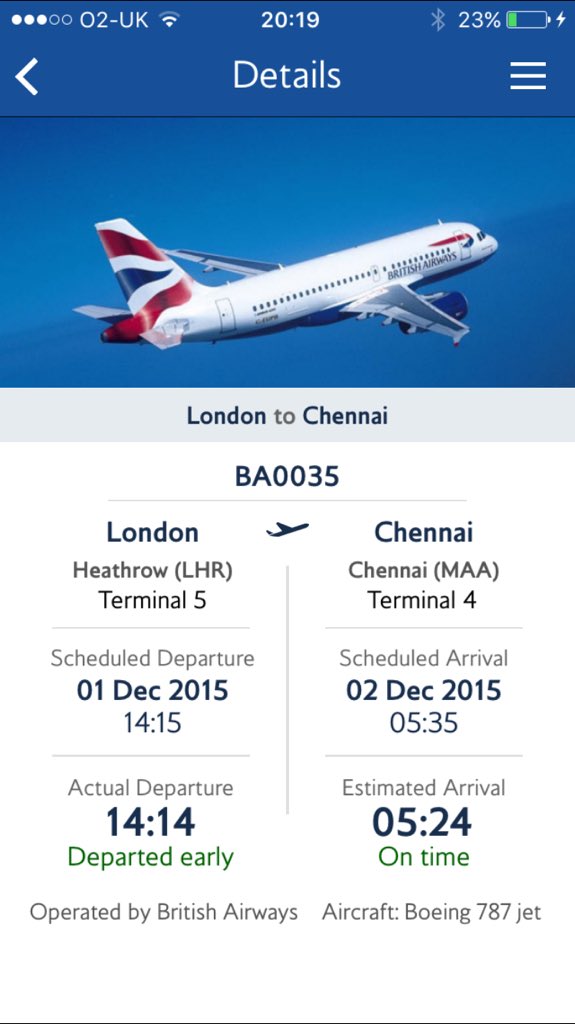 O2-UK 20:19 23%
Details
BRITISH AIRWAYS
London to Chennai
BA0035
London Chennai
Heathrow (LHR) Chennai (MAA)
Terminal 5 Terminal 4
Scheduled Departure Scheduled Arrival
01 Dec 2015 02 Dec 2015
14:15 05:35
Actual Departure Estimated Arrival
14:14 05:24
Departed early On time
Operated by British Airways Aircraft: Boeing 787 jet